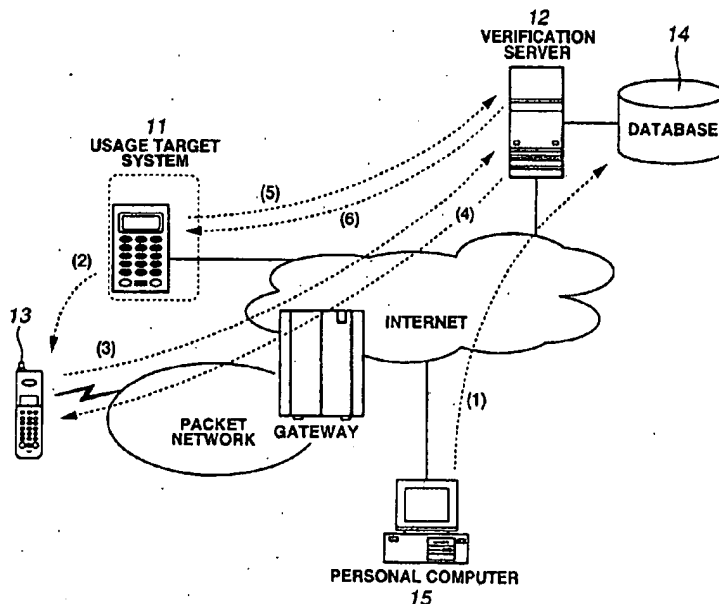 12
VERIFICATION
SERVER
14
DATABASE
11
USAGE TARGET
SYSTEM
(5)
(6)
(4)
(2)
13
(3)
INTERNET
PACKET
NETWORK
GATEWAY
(1)
PERSONAL COMPUTER
15